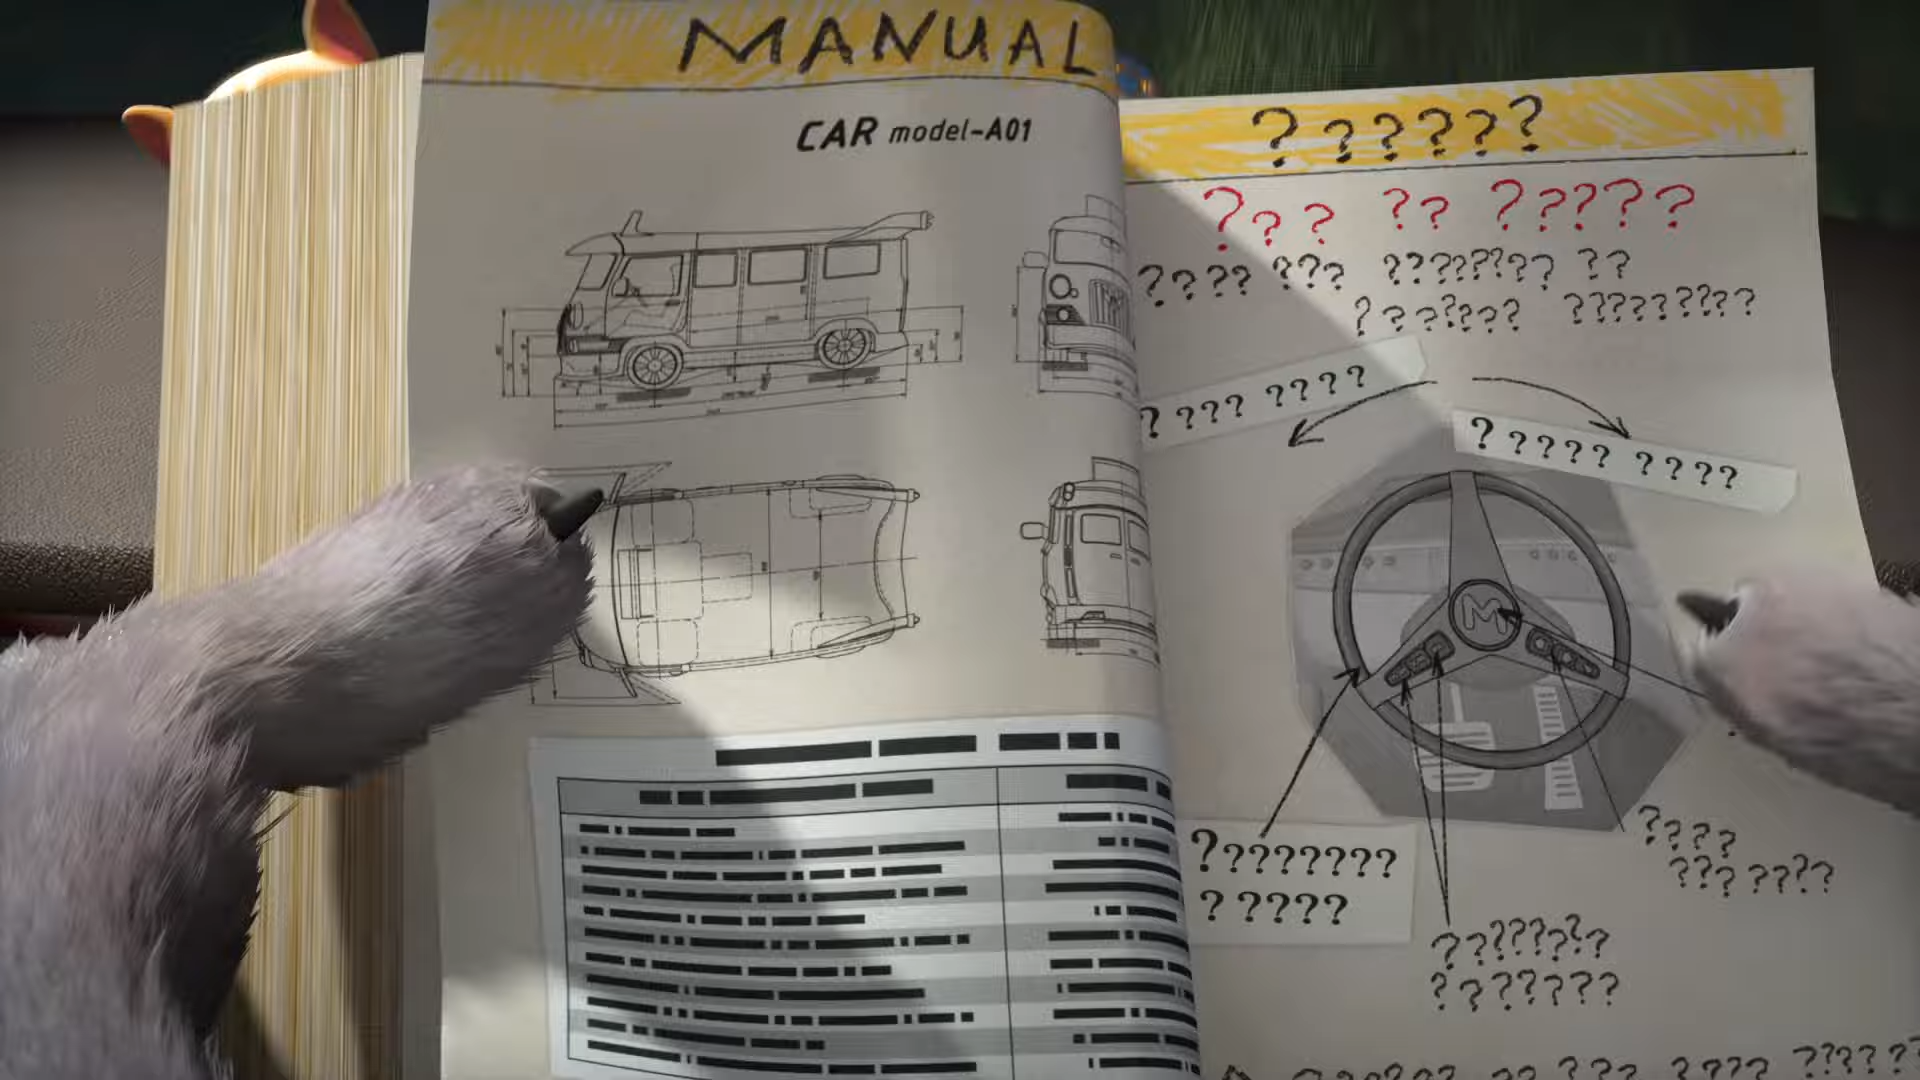 MANUAL
CAR model-A01
? ? ? ? ? ?
? ? ? ? ? ? ? ? ? ?
? ? ? ? ? ? ? ? ? ? ? ? ? ? ? ?
? ? ? ? ? ? ? ? ? ? ? ? ? ? ? ?
? ??? ????
? ???? ????
M
????????
? ????
????
??? ????
????????
? ??????